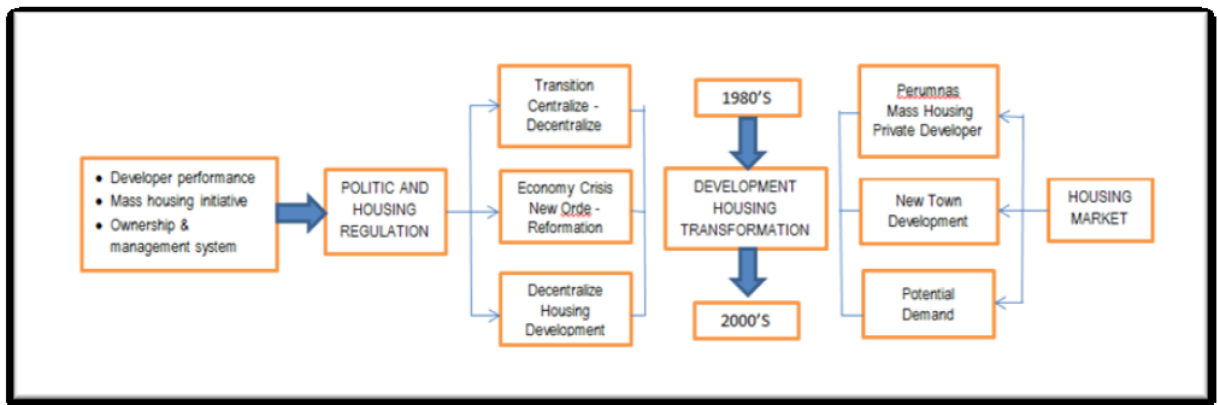 • Developer performance
• Mass housing initiative
• Ownership &
management system
POLITIC AND
HOUSING
REGULATION
Transition
Centralize -
Decentralize
Economy Crisis
New Orde -
Reformation
Decentralize
Housing
Development
1980'S
DEVELOPMENT
HOUSING
TRANSFORMATION
2000'S
Perumnas
Mass Housing
Private Developer
New Town
Development
Potential
Demand
HOUSING
MARKET